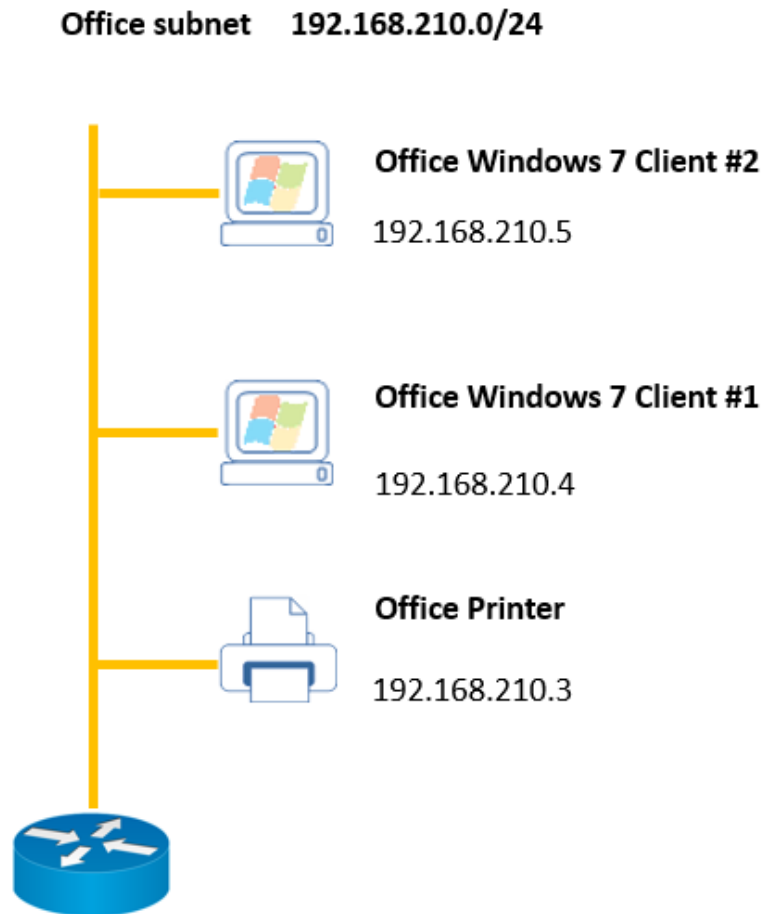 Office subnet 192.168.210.0/24
Office Windows 7 Client #2
192.168.210.5
Office Windows 7 Client #1
192.168.210.4
Office Printer
192.168.210.3